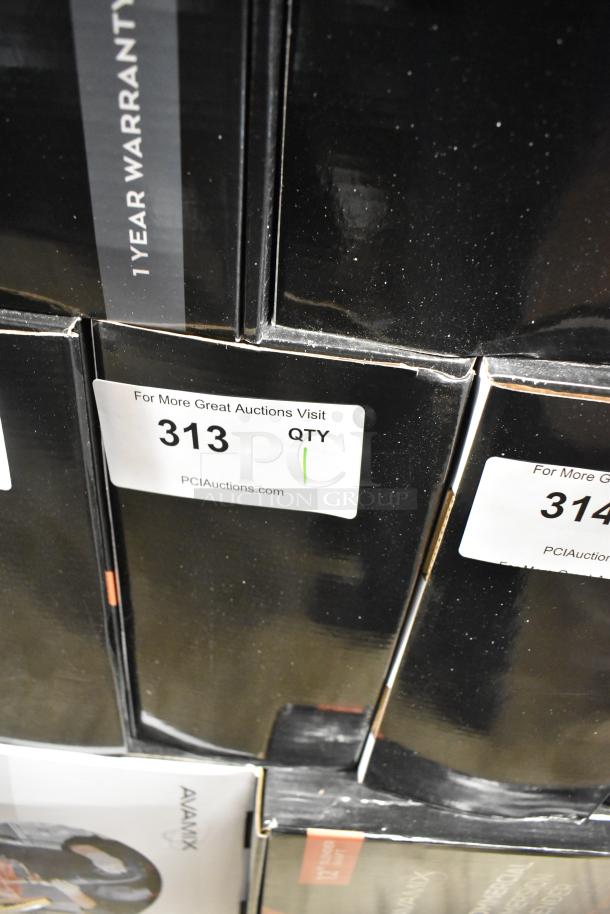 1 YEAR WARRANTY
For More Great Auctions Visit
313 QTY
1
PCIAuctions.com
PCI
AUCTION GROUP
For More G
314
PCIAuction
AVAMIX
AVAMIX